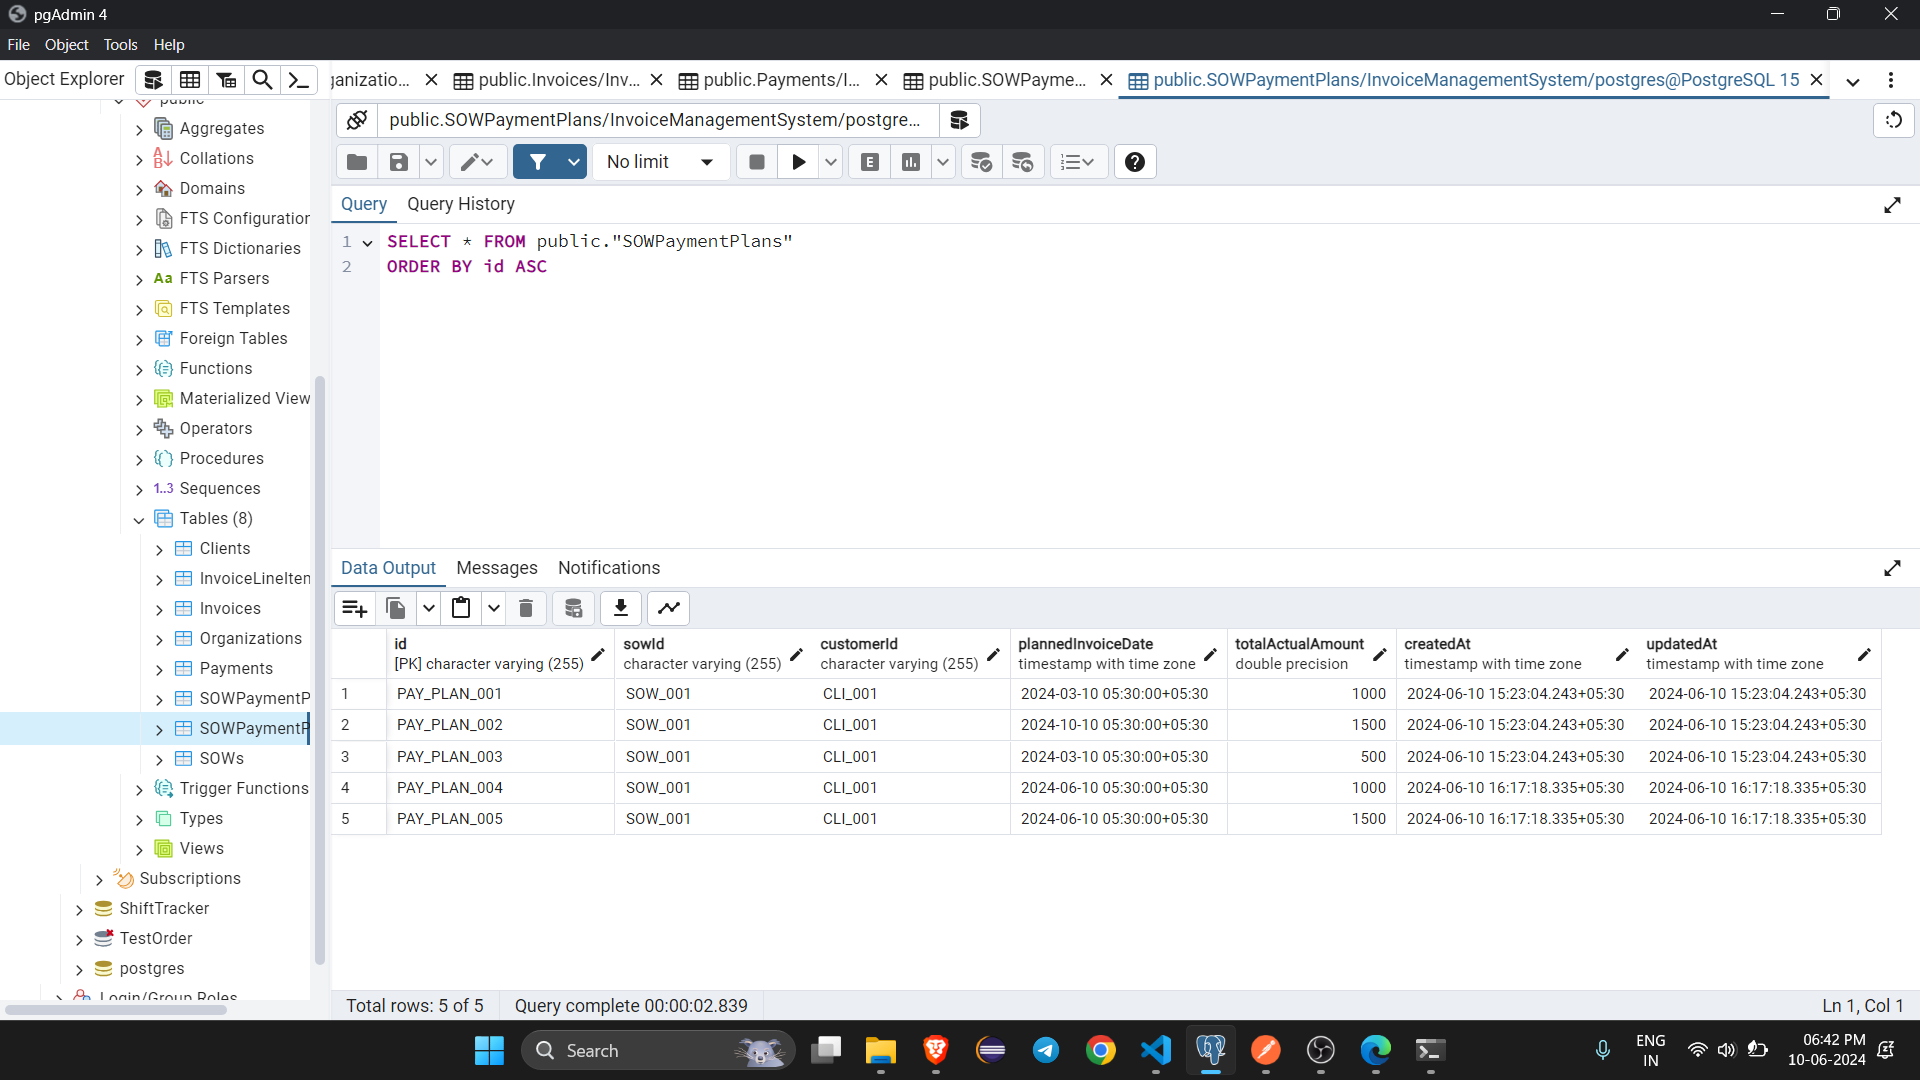 pgAdmin 4
File Object Tools Help
Object Explorer
ganizatio... public.Invoices/Inv... public.Payments/I... public.SOWPayme... public.SOWPaymentPlans/InvoiceManagementSystem/postgres@PostgreSQL 15
public.SOWPaymentPlans/InvoiceManagementSystem/postgre...
No limit
E
Query Query History
1 SELECT * FROM public."SOWPaymentPlans"
2 ORDER BY id ASC
public
Aggregates
Collations
Domains
FTS Configuration
FTS Dictionaries
Aa FTS Parsers
FTS Templates
Foreign Tables
Functions
Materialized View
Operators
Procedures
1..3 Sequences
Tables (8)
Clients
InvoiceLineIten
Invoices
Organizations
Payments
SOWPaymentP
SOWPaymentP
SOWs
Trigger Functions
Types
Views
Subscriptions
ShiftTracker
TestOrder
postgres
Login/Group Roles
Data Output Messages Notifications
id sowId customerId plannedInvoiceDate totalActualAmount createdAt updatedAt
[PK] character varying (255) character varying (255) character varying (255) timestamp with time zone double precision timestamp with time zone timestamp with time zone
1 PAY_PLAN_001 SOW_001 CLI_001 2024-03-10 05:30:00+05:30 1000 2024-06-10 15:23:04.243+05:30 2024-06-10 15:23:04.243+05:30
2 PAY_PLAN_002 SOW_001 CLI_001 2024-10-10 05:30:00+05:30 1500 2024-06-10 15:23:04.243+05:30 2024-06-10 15:23:04.243+05:30
3 PAY_PLAN_003 SOW_001 CLI_001 2024-03-10 05:30:00+05:30 500 2024-06-10 15:23:04.243+05:30 2024-06-10 15:23:04.243+05:30
4 PAY_PLAN_004 SOW_001 CLI_001 2024-06-10 05:30:00+05:30 1000 2024-06-10 16:17:18.335+05:30 2024-06-10 16:17:18.335+05:30
5 PAY_PLAN_005 SOW_001 CLI_001 2024-06-10 05:30:00+05:30 1500 2024-06-10 16:17:18.335+05:30 2024-06-10 16:17:18.335+05:30
Total rows: 5 of 5 Query complete 00:00:02.839 Ln 1, Col 1
Search
ENG
IN
06:42 PM
10-06-2024